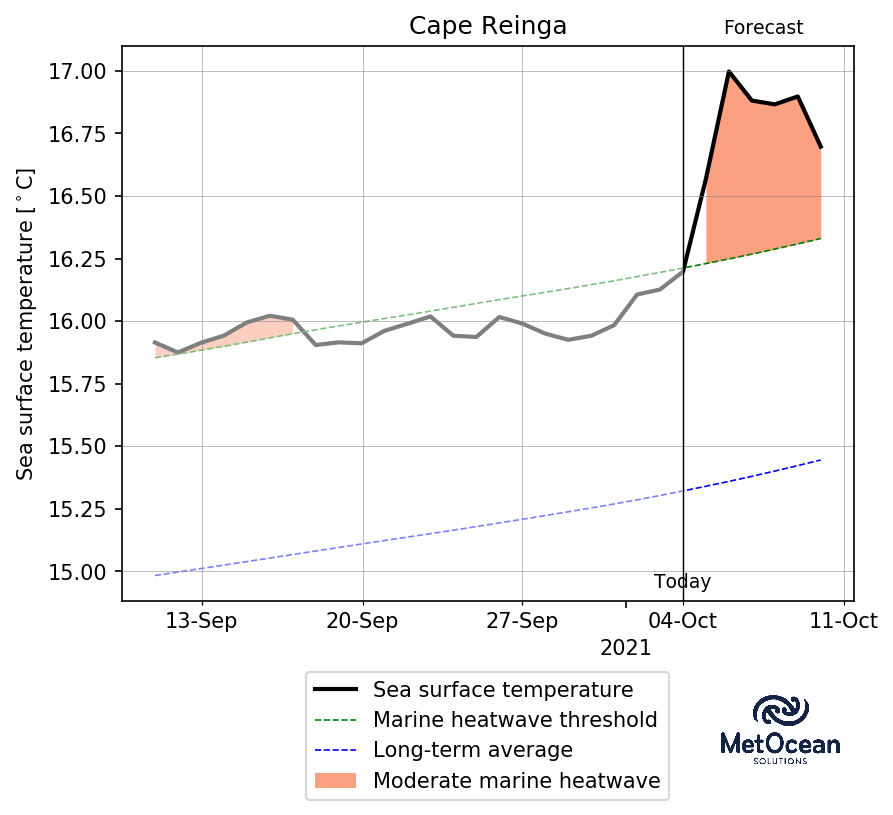 Cape Reinga
Forecast
17.00
16.75
16.50
16.25
16.00
15.75
15.50
15.25
15.00
Sea surface temperature [°C]
Today
13-Sep 20-Sep 27-Sep 04-Oct 11-Oct
2021
Sea surface temperature
Marine heatwave threshold
Long-term average
Moderate marine heatwave
MetOcean
SOLUTIONS